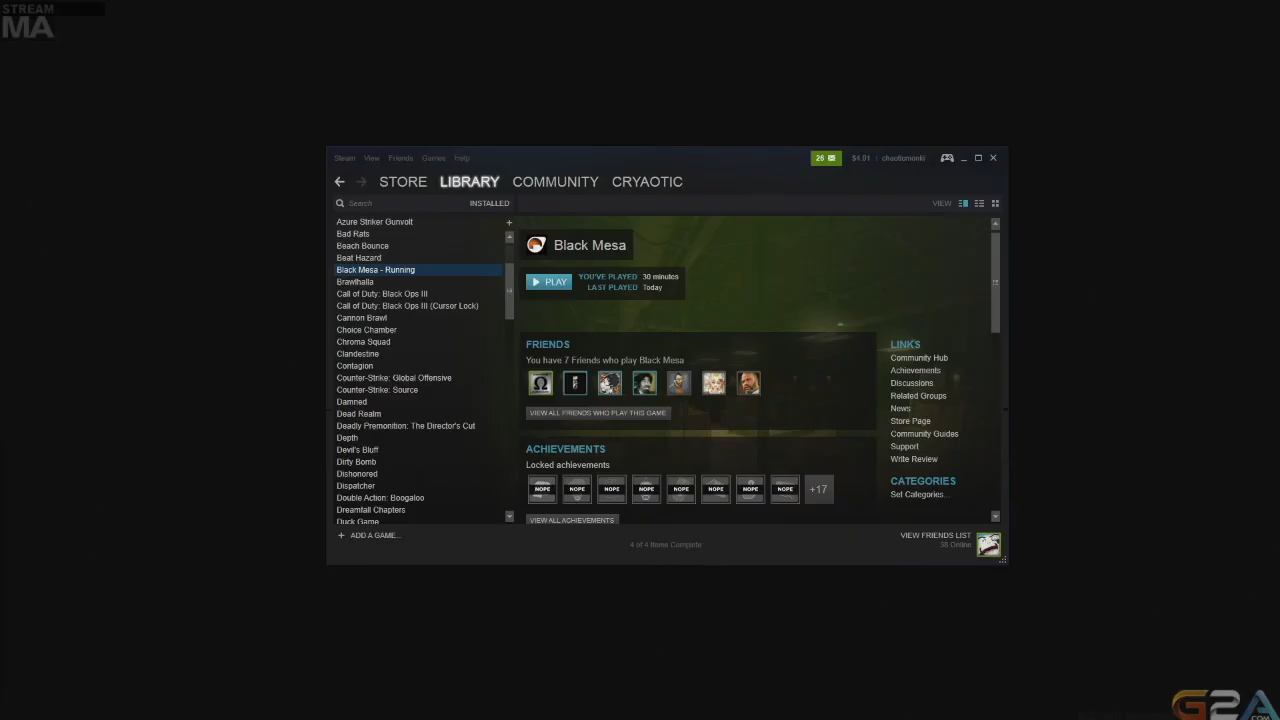 STREAM
MA
Steam View Friends Games Help
26 $4.81 chaoticmonki
STORE LIBRARY COMMUNITY CRYAOTIC
Search INSTALLED VIEW
Azure Striker Gunvolt
Bad Rats
Beach Bounce
Beat Hazard
Black Mesa - Running
Brawlhalla
Call of Duty: Black Ops III
Call of Duty: Black Ops III (Cursor Lock)
Cannon Brawl
Choice Chamber
Chroma Squad
Clandestine
Contagion
Counter-Strike: Global Offensive
Counter-Strike: Source
Damned
Dead Realm
Deadly Premonition: The Director's Cut
Depth
Devil's Bluff
Dirty Bomb
Dishonored
Dispatcher
Double Action: Boogaloo
Dreamfall Chapters
Duck Game
+ ADD A GAME...
Black Mesa
PLAY
YOU'VE PLAYED 30 minutes
LAST PLAYED Today
FRIENDS
You have 7 Friends who play Black Mesa
VIEW ALL FRIENDS WHO PLAY THIS GAME
ACHIEVEMENTS
Locked achievements
NOPE NOPE NOPE NOPE NOPE NOPE NOPE NOPE +17
VIEW ALL ACHIEVEMENTS
LINKS
Community Hub
Achievements
Discussions
Related Groups
News
Store Page
Community Guides
Support
Write Review
CATEGORIES
Set Categories...
4 of 4 Items Complete
VIEW FRIENDS LIST
38 Online
G2A
.COM